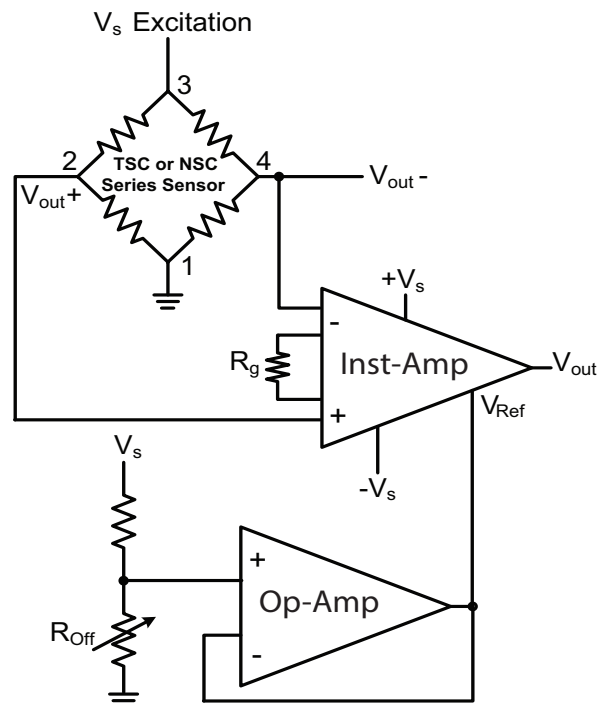 Vs Excitation
3
2
TSC or NSC
Series Sensor
4
Vout+
Vout -
1
+Vs
-
Rg
Inst-Amp
Vout
+
VRef
Vs
-Vs
+
Op-Amp
ROff
-